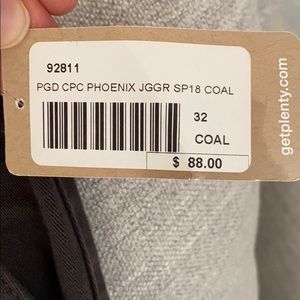 92811
PGD CPC PHOENIX JGGR SP18 COAL
32
COAL
$ 88.00
getplenty.com